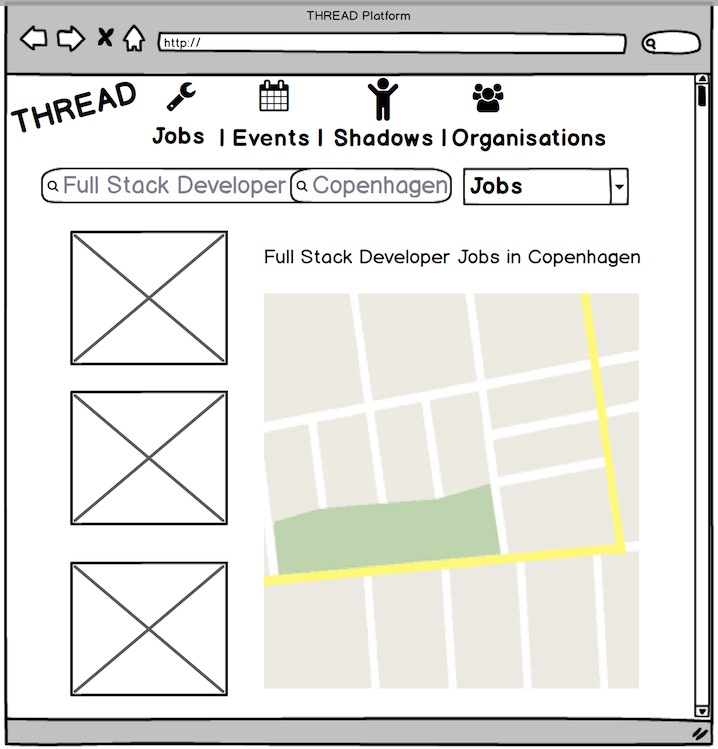 THREAD Platform
http://
THREAD
Jobs | Events | Shadows | Organisations
Full Stack Developer Copenhagen Jobs
Full Stack Developer Jobs in Copenhagen